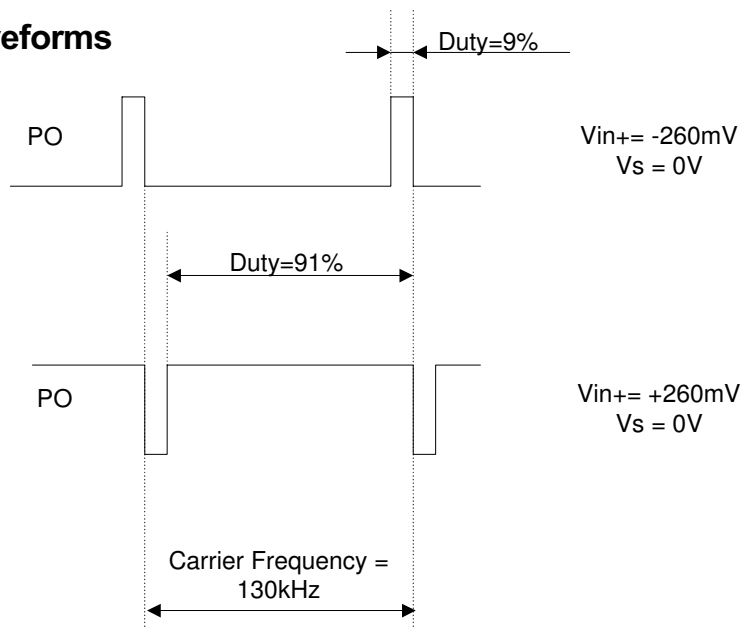 eforms
Duty=9%
PO
Vin+= -260mV
Vs = 0V
Duty=91%
PO
Vin+= +260mV
Vs = 0V
Carrier Frequency =
130kHz